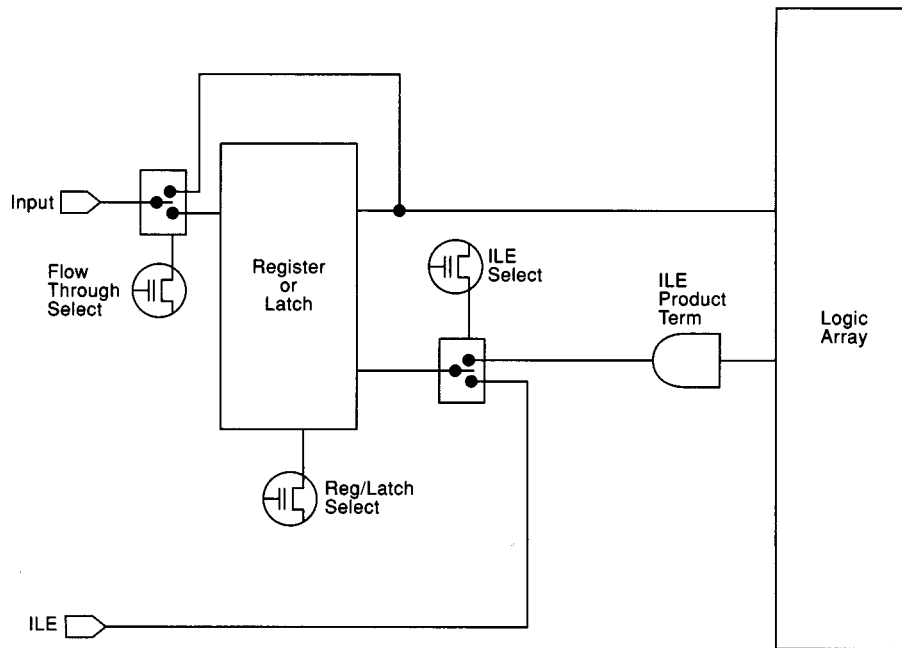 Input
Flow
Through
Select
Register
or
Latch
ILE
Select
ILE
Product
Term
Logic
Array
Reg/Latch
Select
ILE